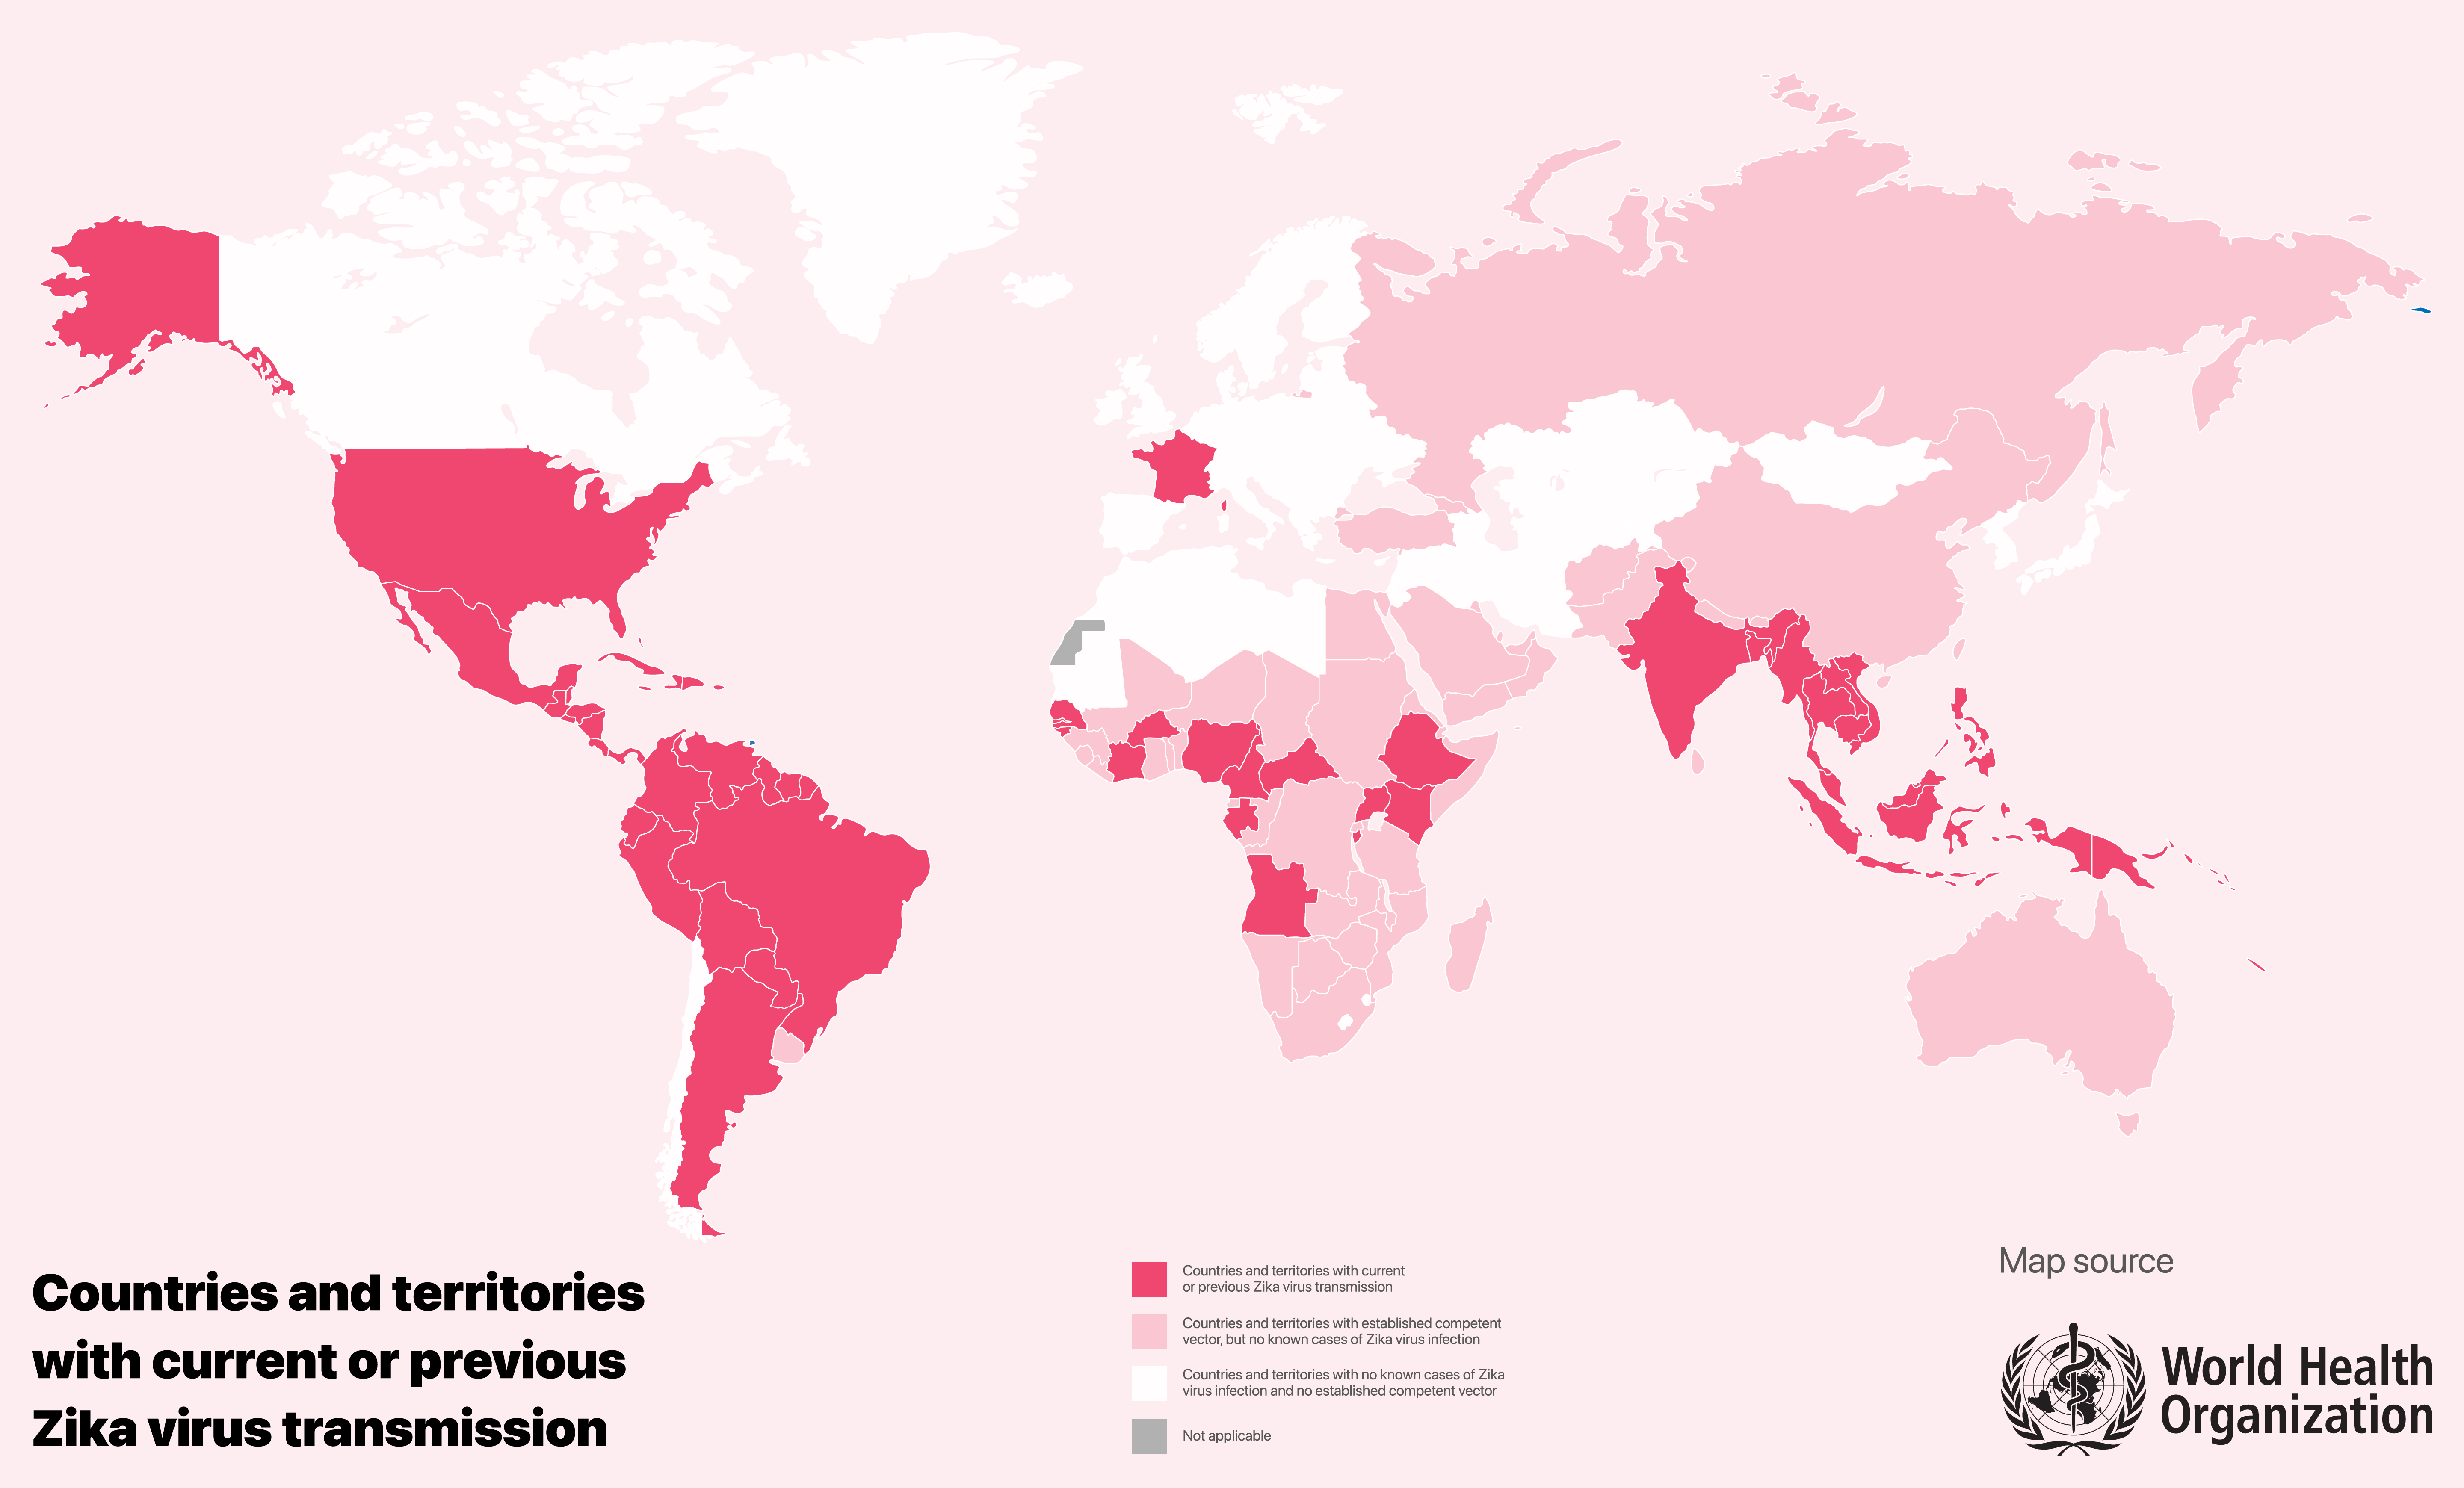 Countries and territories
with current or previous
Zika virus transmission
Countries and territories with current
or previous Zika virus transmission
Countries and territories with established competent
vector, but no known cases of Zika virus infection
Countries and territories with no known cases of Zika
virus infection and no established competent vector
Not applicable
Map source
World Health
Organization